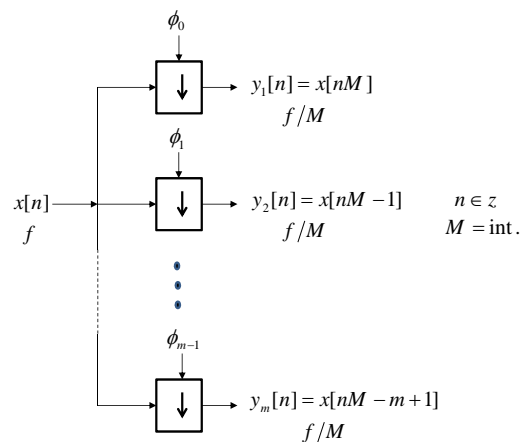 ϕ₀
y₁[n] = x[nM]
f/M
ϕ₁
x[n]
f
y₂[n] = x[nM − 1]
f/M
n ∈ z
M = int.
ϕₘ₋₁
yₘ[n] = x[nM − m + 1]
f/M